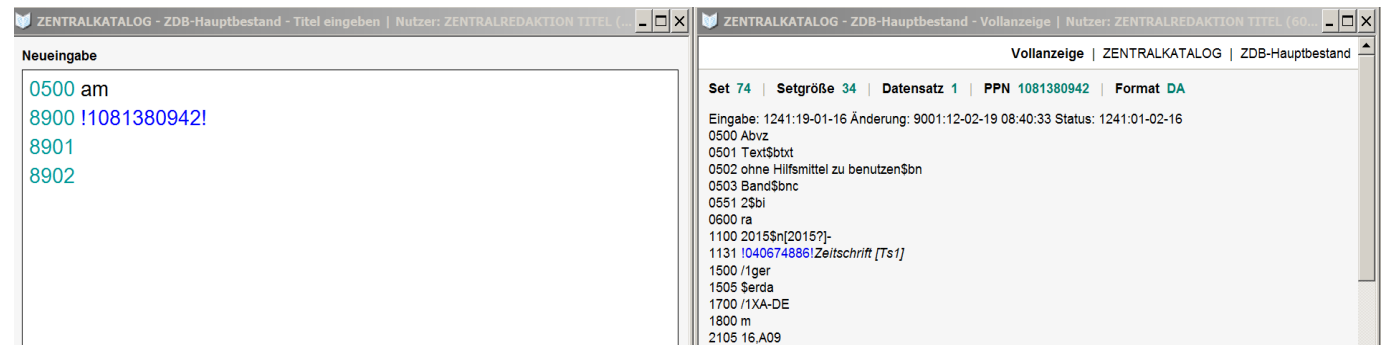 ZENTRALKATALOG - ZDB-Hauptbestand - Titel eingeben | Nutzer: ZENTRALREDAKTION TITEL (...
Neueingabe
0500 am
8900 !1081380942!
8901
8902
ZENTRALKATALOG - ZDB-Hauptbestand - Vollanzeige | Nutzer: ZENTRALREDAKTION TITEL (60...
Vollanzeige | ZENTRALKATALOG | ZDB-Hauptbestand
Set 74 | Setgröße 34 | Datensatz 1 | PPN 1081380942 | Format DA
Eingabe: 1241:19-01-16 Änderung: 9001:12-02-19 08:40:33 Status: 1241:01-02-16
0500 Abvz
0501 Text$btxt
0502 ohne Hilfsmittel zu benutzen$bn
0503 Band$bnc
0551 2$bi
0600 ra
1100 2015$n[2015?]-
1131 !040674886!Zeitschrift [Ts1]
1500 /1ger
1505 $erda
1700 /1XA-DE
1800 m
2105 16,A09